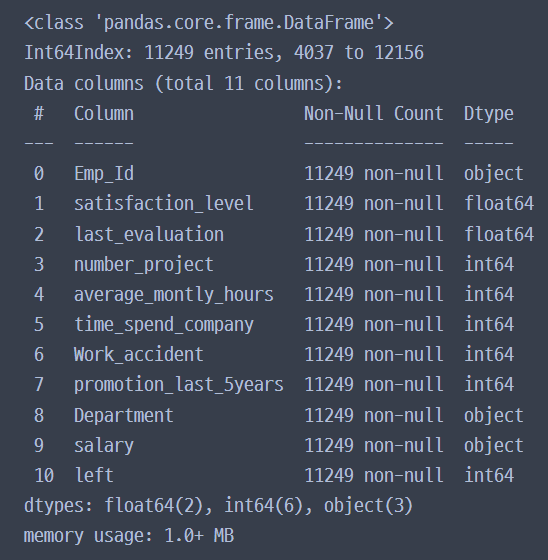 <class 'pandas.core.frame.DataFrame'>
Int64Index: 11249 entries, 4037 to 12156
Data columns (total 11 columns):
 #   Column                 Non-Null Count  Dtype
---  ------                 --------------  -----
 0   Emp_Id                 11249 non-null  object
 1   satisfaction_level     11249 non-null  float64
 2   last_evaluation        11249 non-null  float64
 3   number_project         11249 non-null  int64
 4   average_montly_hours   11249 non-null  int64
 5   time_spend_company     11249 non-null  int64
 6   Work_accident          11249 non-null  int64
 7   promotion_last_5years  11249 non-null  int64
 8   Department             11249 non-null  object
 9   salary                 11249 non-null  object
 10  left                   11249 non-null  int64
dtypes: float64(2), int64(6), object(3)
memory usage: 1.0+ MB